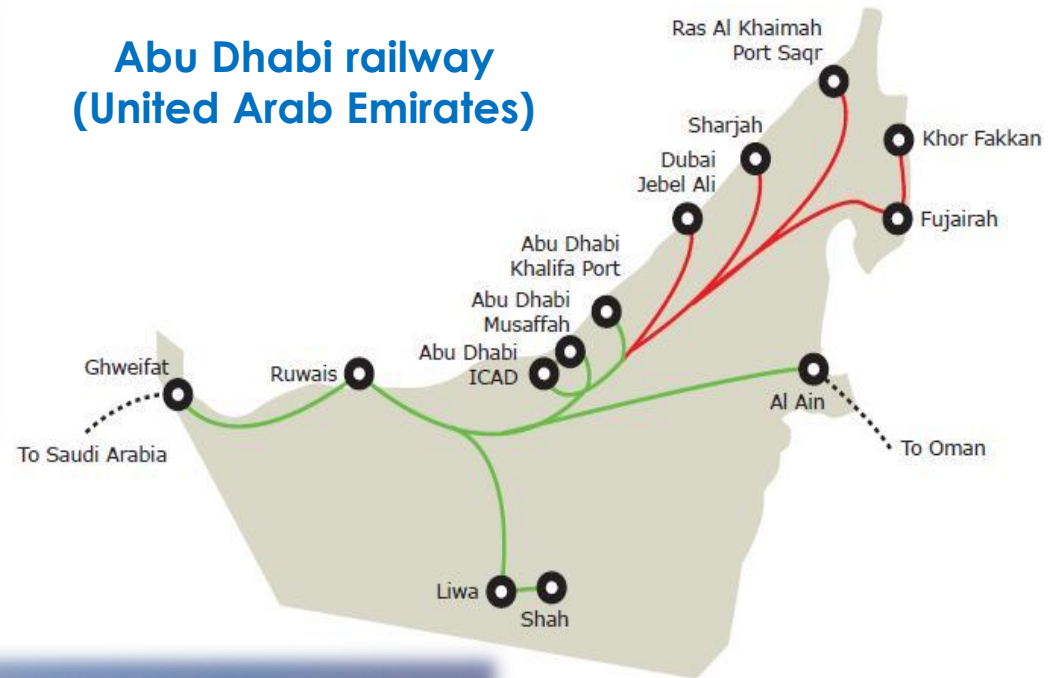 Abu Dhabi railway
(United Arab Emirates)
Ras Al Khaimah
Port Saqr
Khor Fakkan
Sharjah
Dubai
Jebel Ali
Fujairah
Abu Dhabi
Khalifa Port
Abu Dhabi
Musaffah
Abu Dhabi
ICAD
Ghweifat
Ruwais
Al Ain
To Saudi Arabia
To Oman
Liwa
Shah